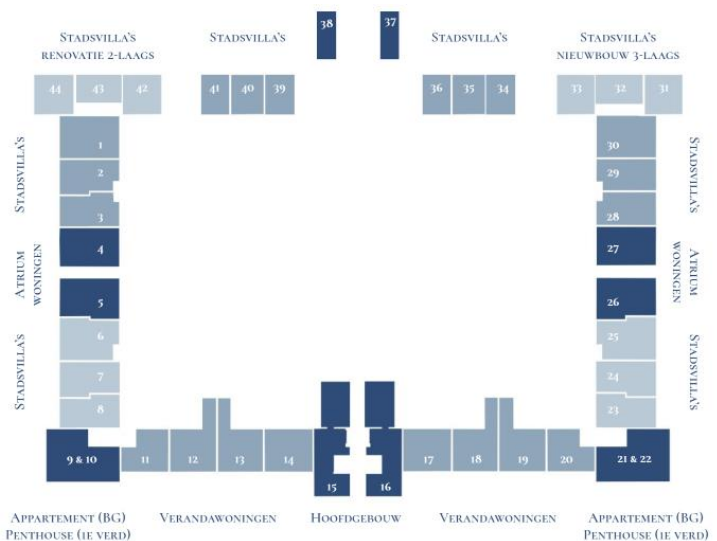 38
37
STADSVILLA'S
RENOVATIE 2-LAAGS
STADSVILLA'S
STADSVILLA'S
STADSVILLA'S
NIEUWBOUW 3-LAAGS
44
43
42
41
40
39
36
35
34
33
32
31
STADSVILLA'S
1
2
3
ATRIUM
WONINGEN
4
5
STADSVILLA'S
6
7
8
30
29
28
STADSVILLA'S
27
26
ATRIUM
WONINGEN
25
24
23
STADSVILLA'S
9 & 10
11
12
13
14
15
16
17
18
19
20
21 & 22
APPARTEMENT (BG)
PENTHOUSE (1E VERD)
VERANDAWONINGEN
HOOFDGEBOUW
VERANDAWONINGEN
APPARTEMENT (BG)
PENTHOUSE (1E VERD)